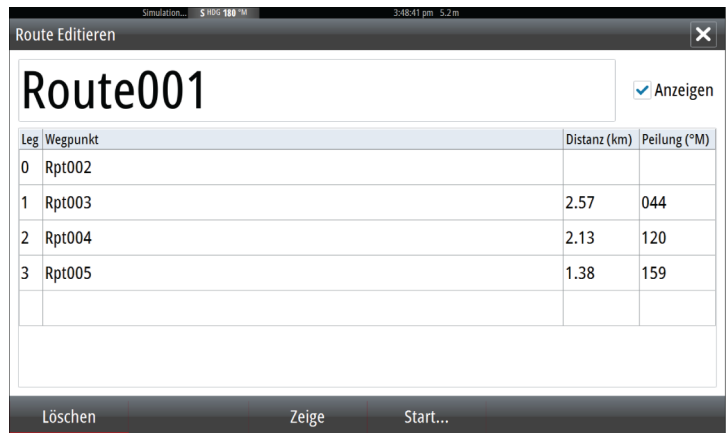 Simulation... S HDG 180 °M 3:48:41 pm 5.2 m
Route Editieren
Route001
Anzeigen
Leg Wegpunkt Distanz (km) Peilung (°M)
0 Rpt002
1 Rpt003 2.57 044
2 Rpt004 2.13 120
3 Rpt005 1.38 159
Löschen Zeige Start...